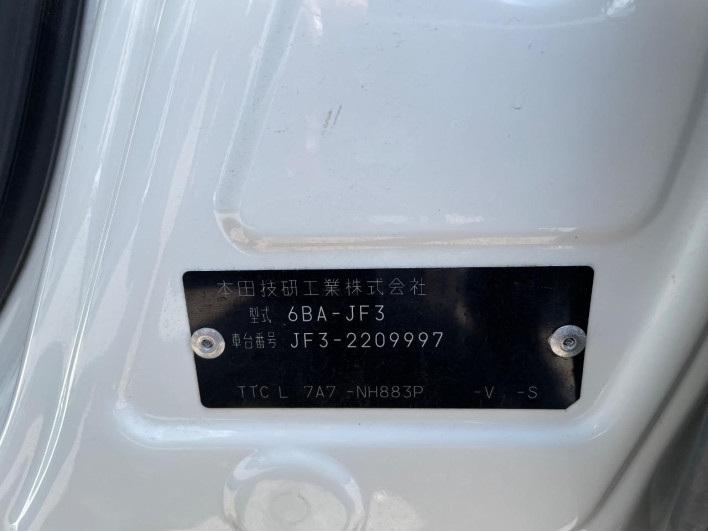 本田技研工業株式会社
型式 6BA-JF3
車台番号 JF3-2209997
TTC L 7A7 -NH883P -V -S